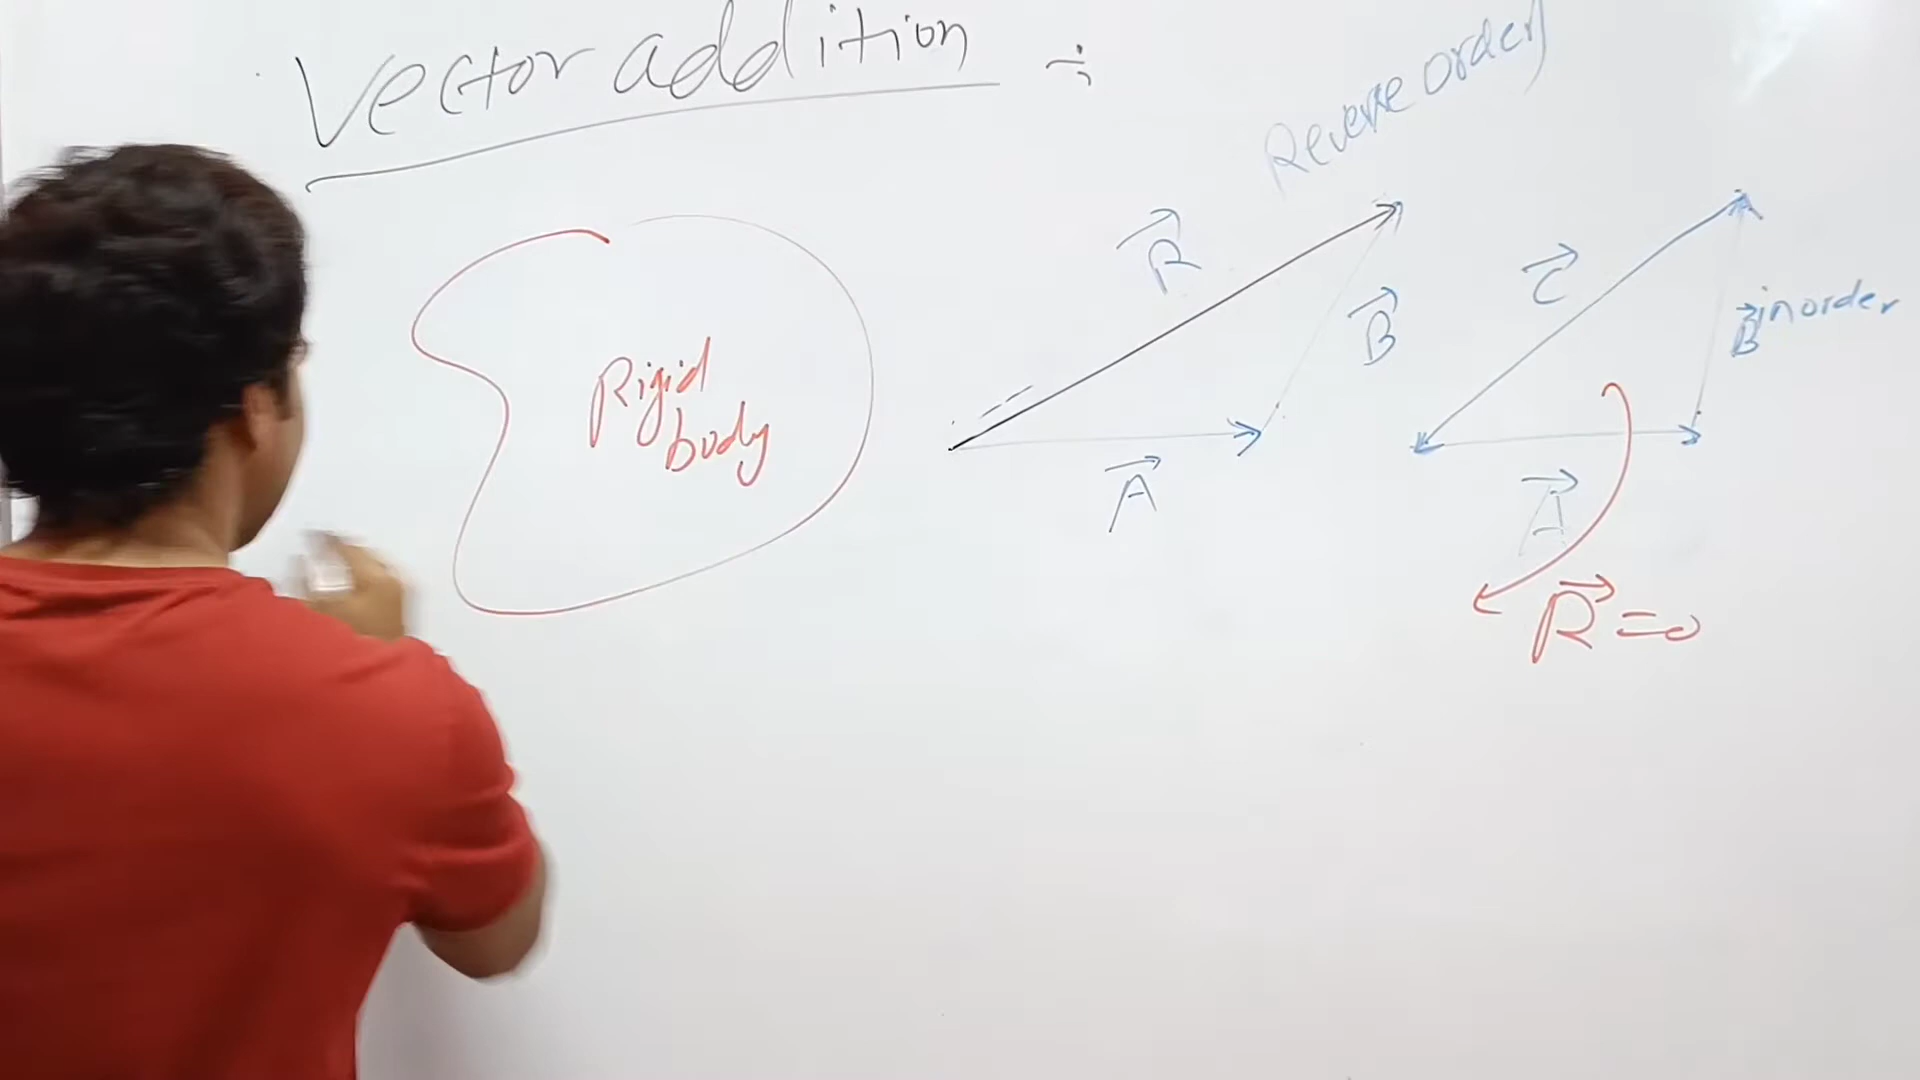 Vector addition ÷
Rigid
body
Reverse order
R⃗
B⃗
A⃗
C⃗
B⃗ in order
A⃗
R⃗ = 0